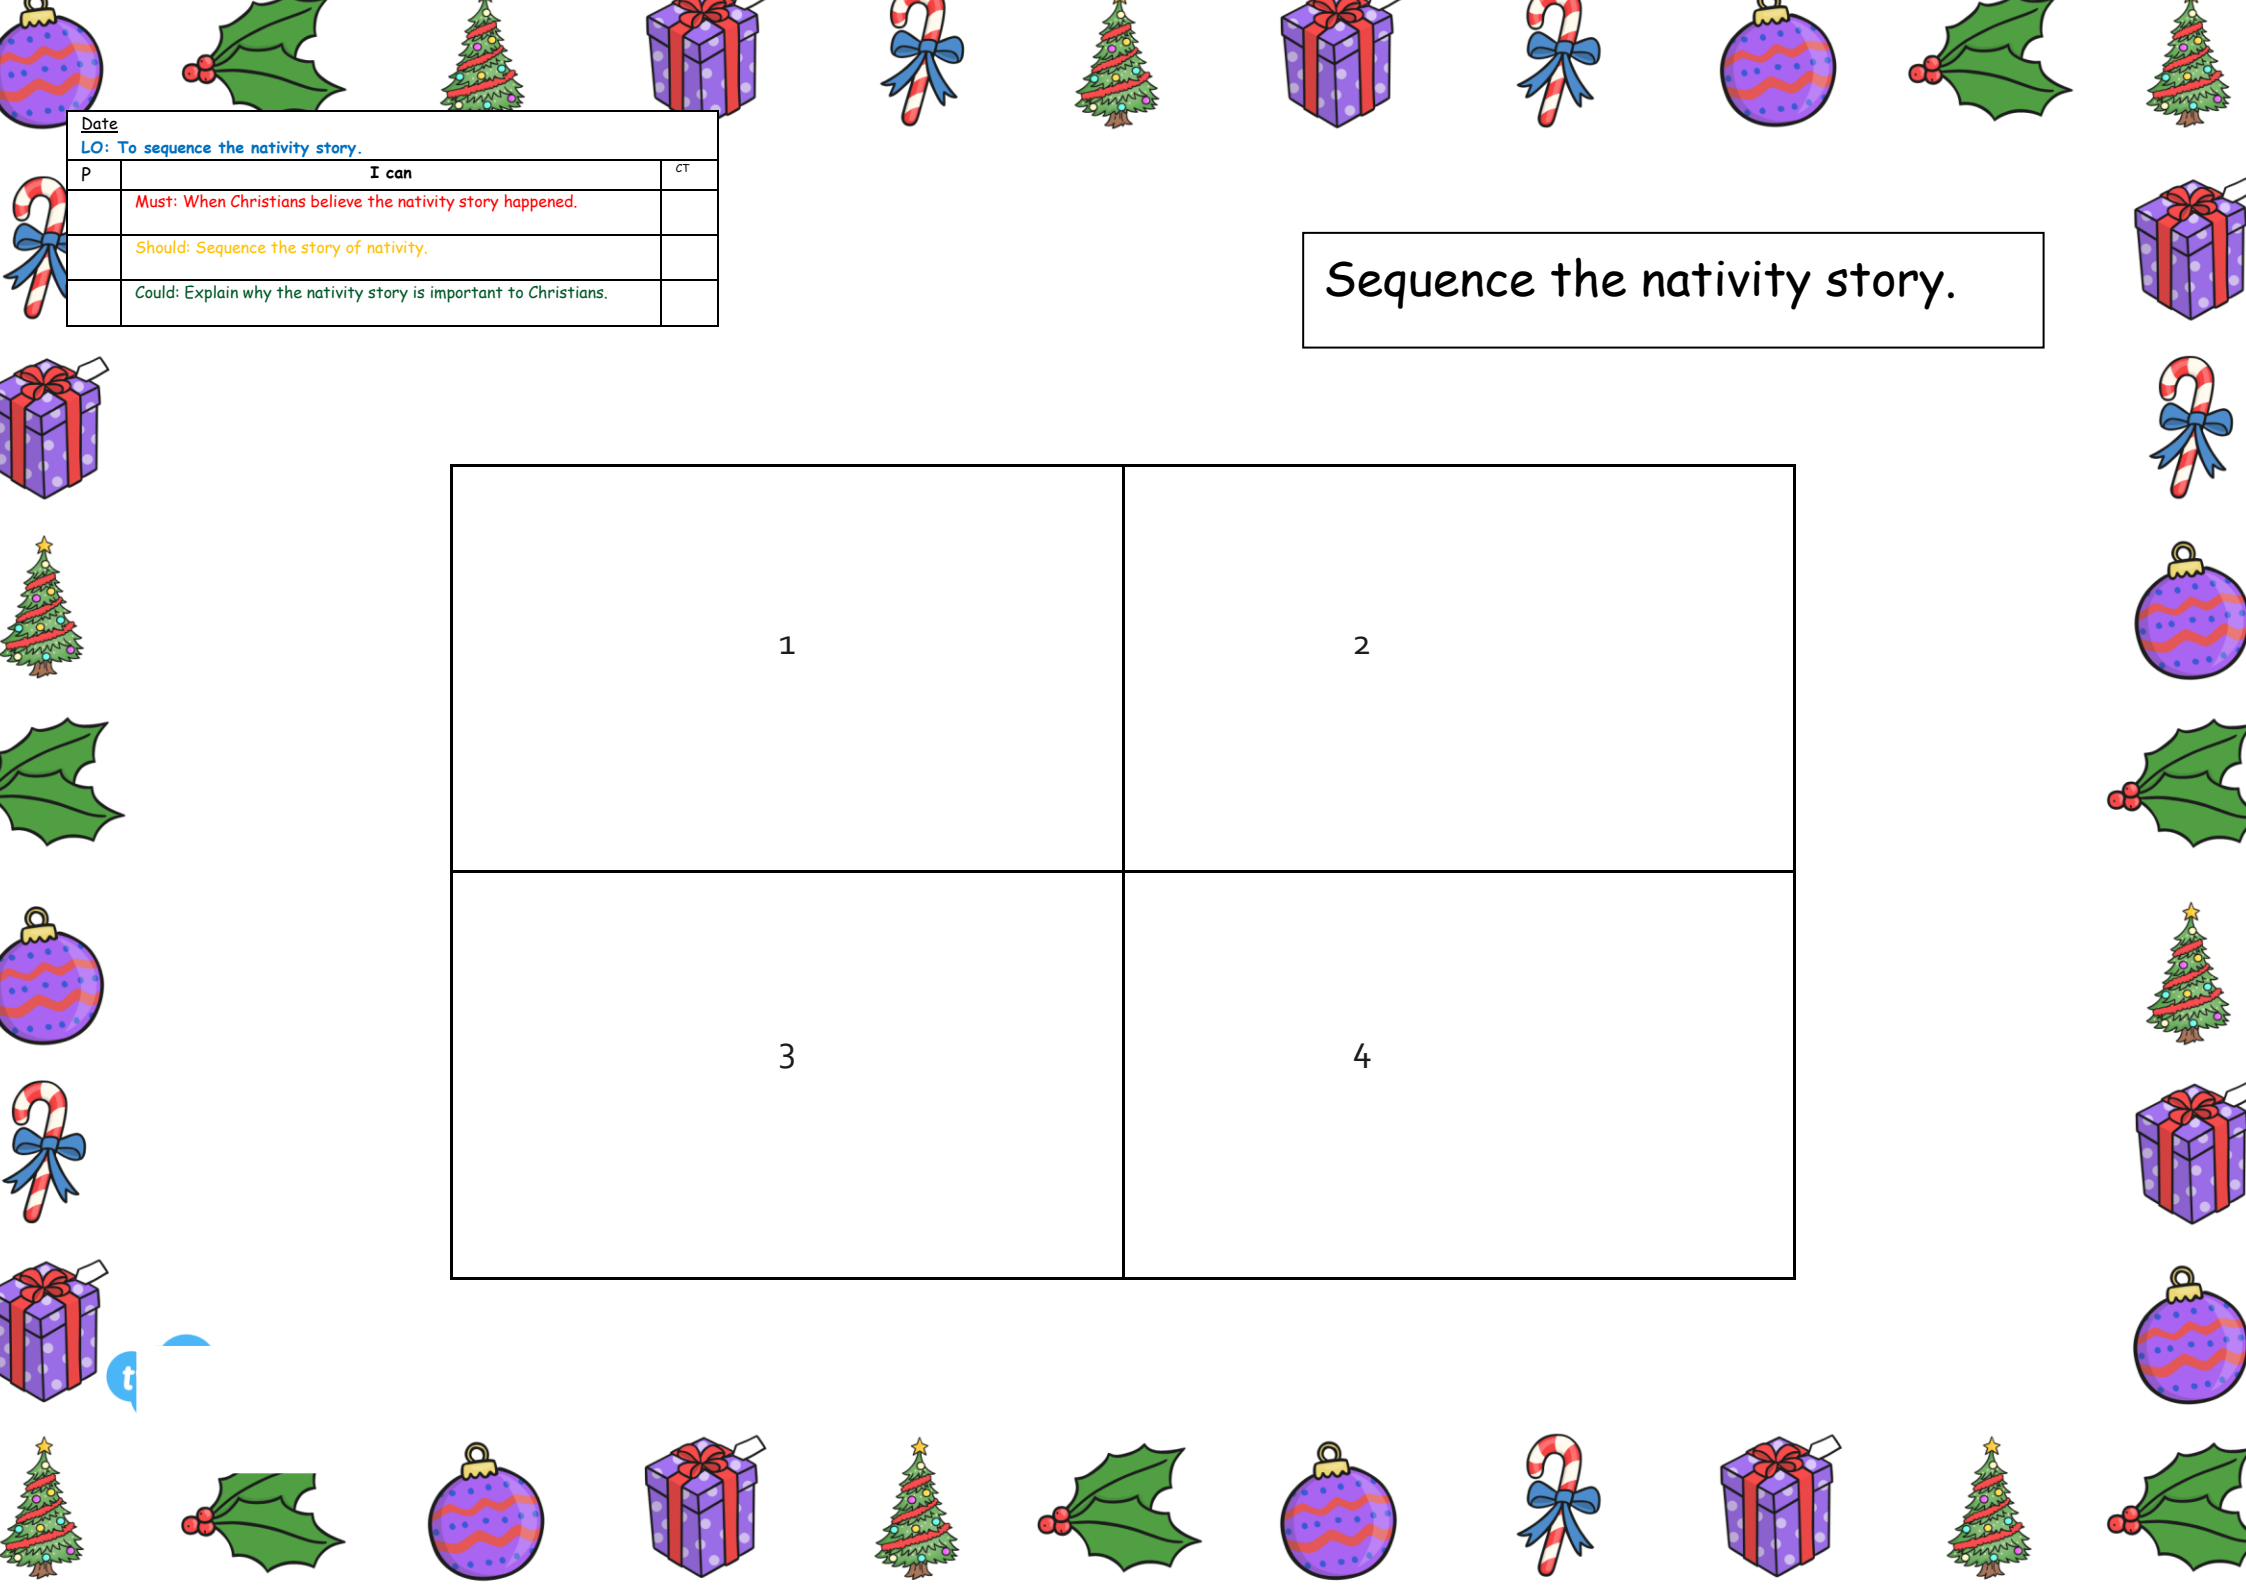 Date
LO: To sequence the nativity story.
P I can CT
Must: When Christians believe the nativity story happened.
Should: Sequence the story of nativity.
Could: Explain why the nativity story is important to Christians.
Sequence the nativity story.
1 2
3 4
t